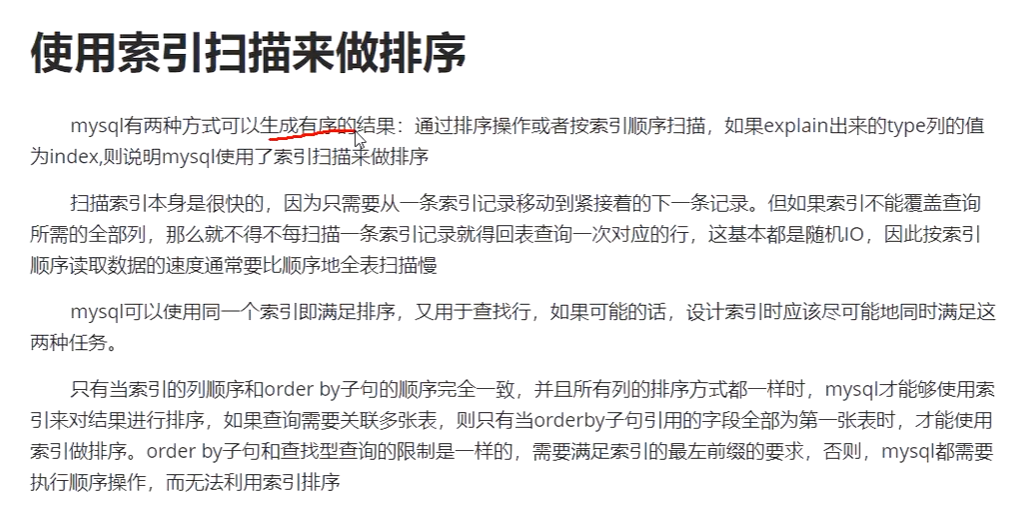 使用索引扫描来做排序
mysql有两种方式可以生成有序的结果：通过排序操作或者按索引顺序扫描，如果explain出来的type列的值
为index,则说明mysql使用了索引扫描来做排序
扫描索引本身是很快的，因为只需要从一条索引记录移动到紧接着的下一条记录。但如果索引不能覆盖查询
所需的全部列，那么就不得不每扫描一条索引记录就得回表查询一次对应的行，这基本都是随机IO，因此按索引
顺序读取数据的速度通常要比顺序地全表扫描慢
mysql可以使用同一个索引即满足排序，又用于查找行，如果可能的话，设计索引时应该尽可能地同时满足这
两种任务。
只有当索引的列顺序和order by子句的顺序完全一致，并且所有列的排序方式都一样时，mysql才能够使用索
引来对结果进行排序，如果查询需要关联多张表，则只有当orderby子句引用的字段全部为第一张表时，才能使用
索引做排序。order by子句和查找型查询的限制是一样的，需要满足索引的最左前缀的要求，否则，mysql都需要
执行顺序操作，而无法利用索引排序